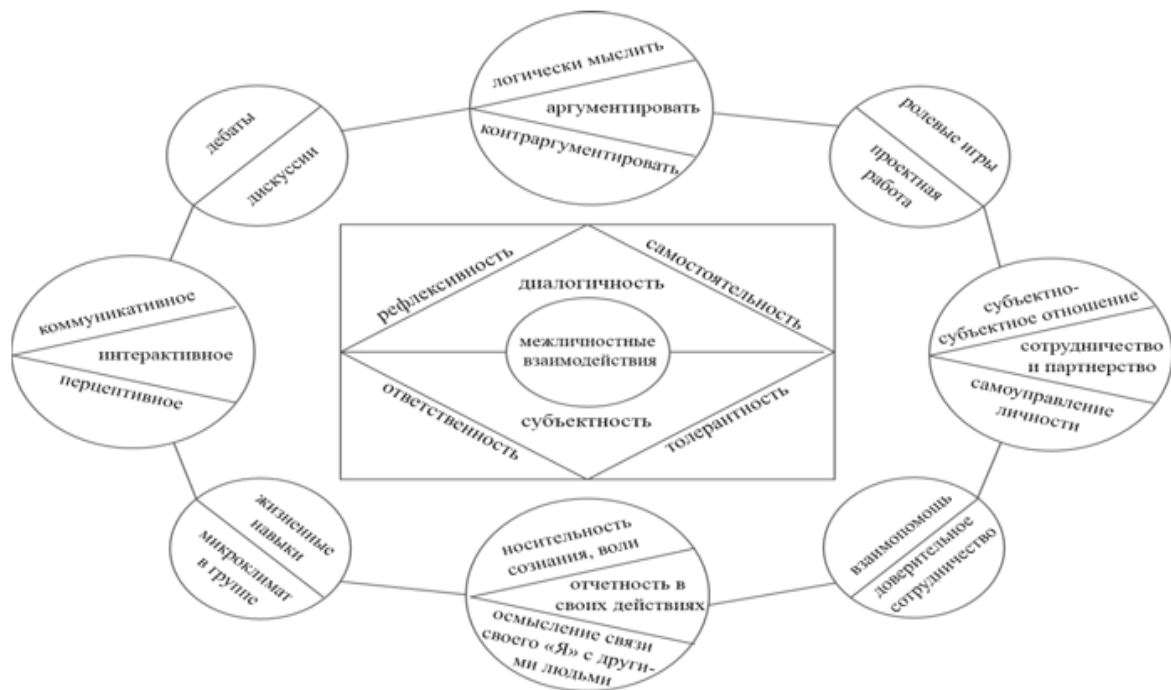 логически мыслить
аргументировать
контраргументировать
дебаты
дискуссии
ролевые игры
проектная
работа
рефлексивность
самостоятельность
диалогичность
межличностные
взаимодействия
субъектность
ответственность
толерантность
коммуникативное
интерактивное
перцептивное
субъектно-
субъектное отношение
сотрудничество
и партнерство
самоуправление
личности
жизненные
навыки
микроклимат
в группе
носительность
сознания, воли
отчетность в
своих действиях
осмысление связи
своего «Я» с други-
ми людьми
взаимопомощь
доверительное
сотрудничество